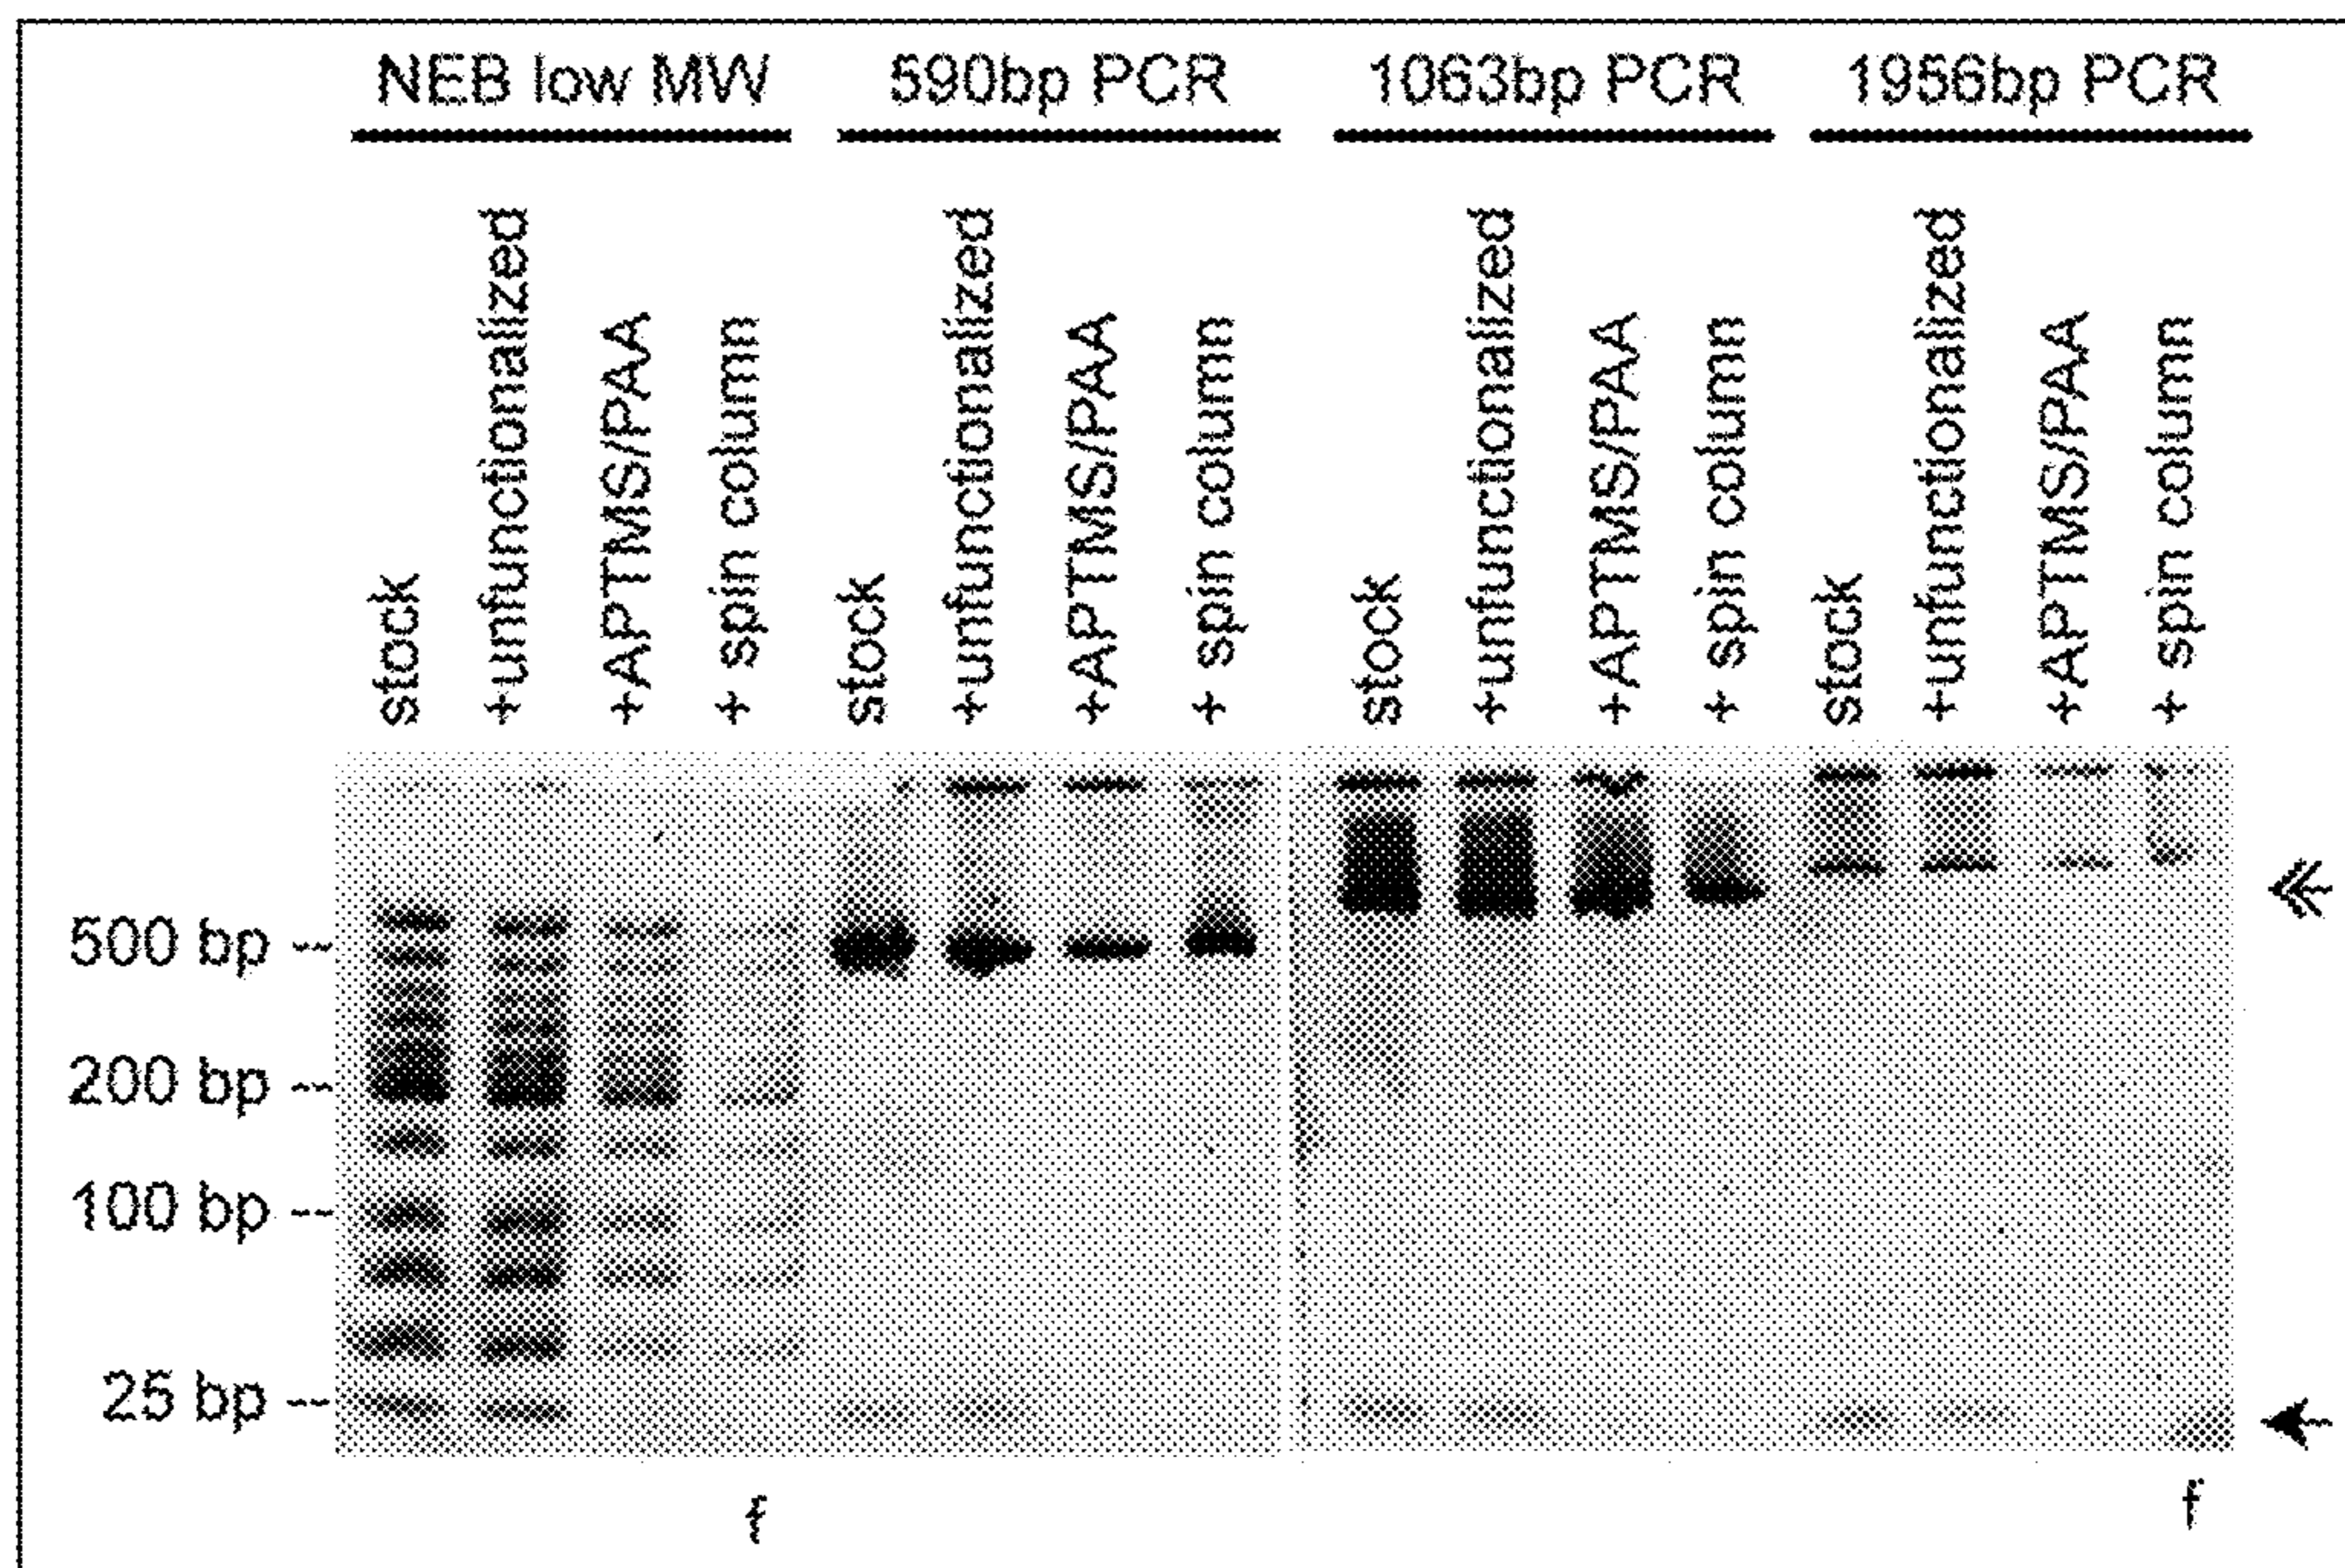 NEB low MW 590bp PCR 1063bp PCR 1956bp PCR
stock +unfunctionalized +APTMS/PAA + spin column stock +unfunctionalized +APTMS/PAA + spin column stock +unfunctionalized +APTMS/PAA + spin column stock +unfunctionalized +APTMS/PAA + spin column
500 bp --
200 bp --
100 bp --
25 bp --
f f